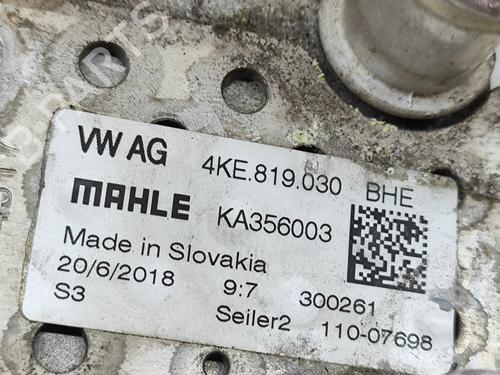 VW AG 4KE.819.030 BHE
MAHLE KA356003
Made in Slovakia
20/6/2018 9:7 300261
S3 Seiler2 110-07698
B-PARTS